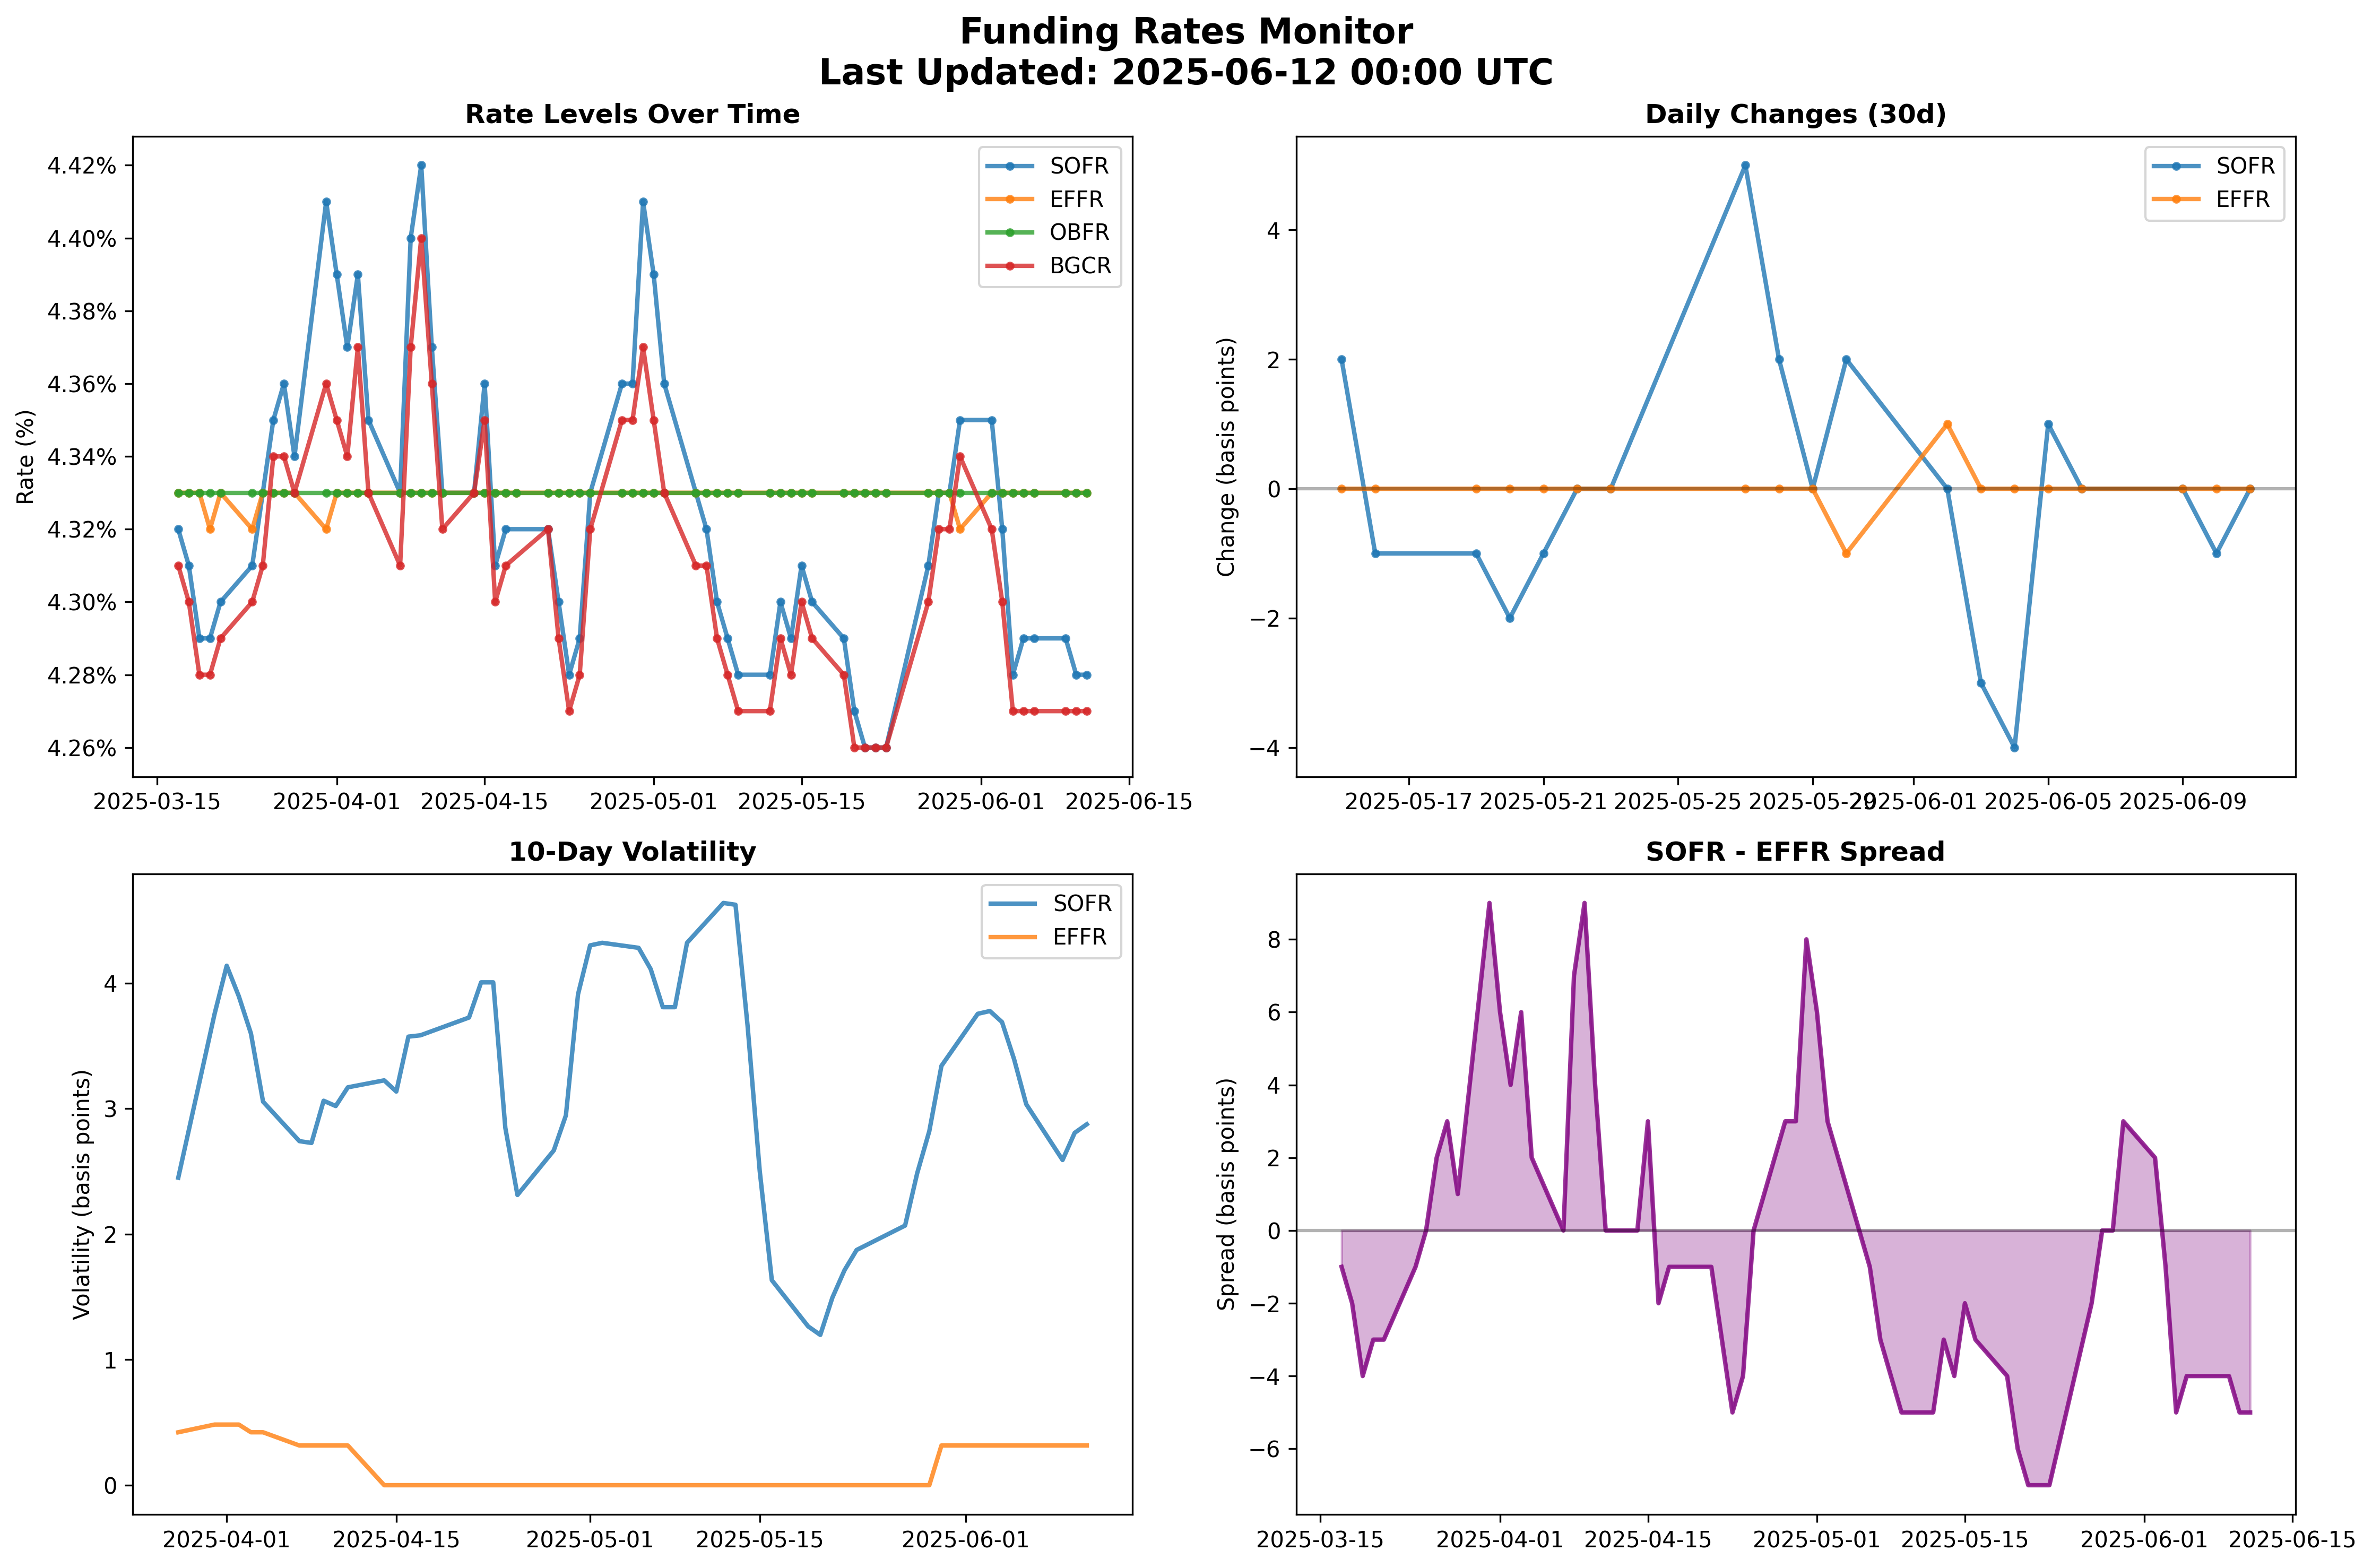 Funding Rates Monitor
Last Updated: 2025-06-12 00:00 UTC
Rate Levels Over Time
Rate (%)
4.42%
4.40%
4.38%
4.36%
4.34%
4.32%
4.30%
4.28%
4.26%
SOFR
EFFR
OBFR
BGCR
2025-03-15 2025-04-01 2025-04-15 2025-05-01 2025-05-15 2025-06-01 2025-06-15
Daily Changes (30d)
Change (basis points)
4
2
0
−2
−4
SOFR
EFFR
2025-05-17 2025-05-21 2025-05-25 2025-05-29 2025-06-01 2025-06-05 2025-06-09
10-Day Volatility
Volatility (basis points)
4
3
2
1
0
SOFR
EFFR
2025-04-01 2025-04-15 2025-05-01 2025-05-15 2025-06-01
SOFR - EFFR Spread
Spread (basis points)
8
6
4
2
0
−2
−4
−6
2025-03-15 2025-04-01 2025-04-15 2025-05-01 2025-05-15 2025-06-01 2025-06-15